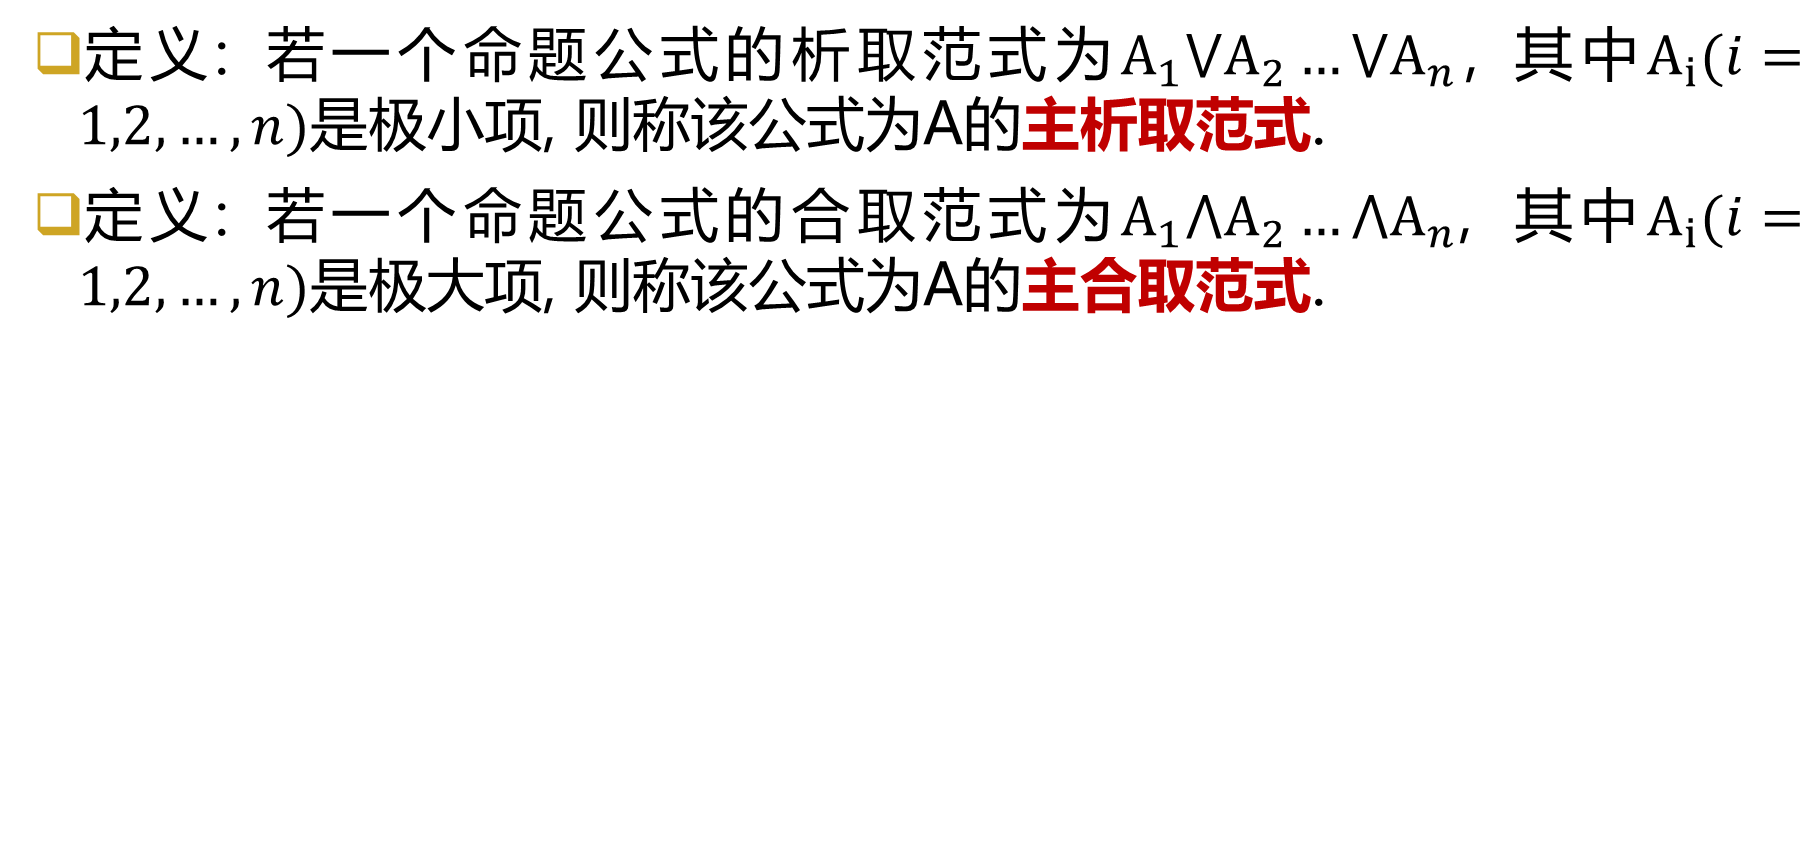 定义：若一个命题公式的析取范式为A₁∨A₂ … ∨Aₙ, 其中Aᵢ(i =
1,2, … , n)是极小项, 则称该公式为A的主析取范式.
定义：若一个命题公式的合取范式为A₁∧A₂ … ∧Aₙ, 其中Aᵢ(i =
1,2, … , n)是极大项, 则称该公式为A的主合取范式.